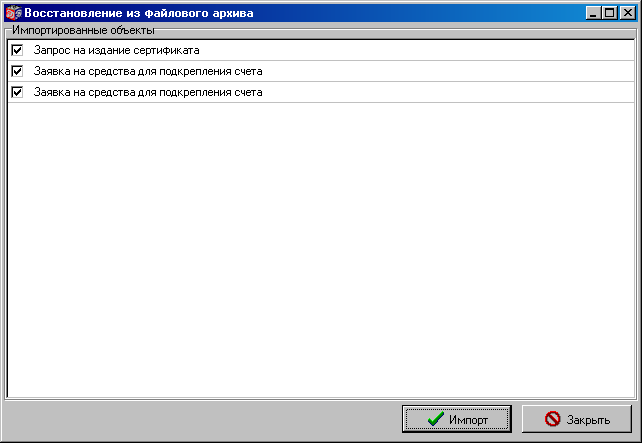 Восстановление из файлового архива
Импортированные объекты
Запрос на издание сертификата
Заявка на средства для подкрепления счета
Заявка на средства для подкрепления счета
Импорт
Закрыть